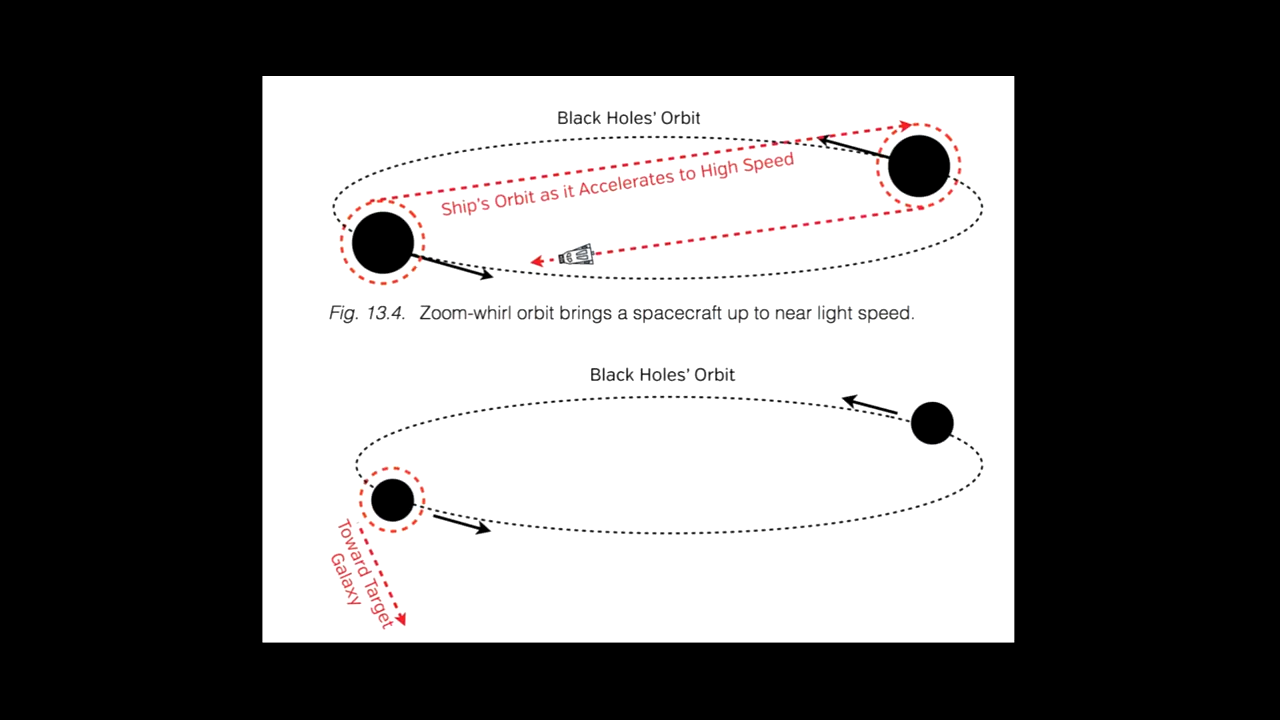 Black Holes' Orbit
Ship's Orbit as it Accelerates to High Speed
Fig. 13.4. Zoom-whirl orbit brings a spacecraft up to near light speed.
Black Holes' Orbit
Toward Target
Galaxy